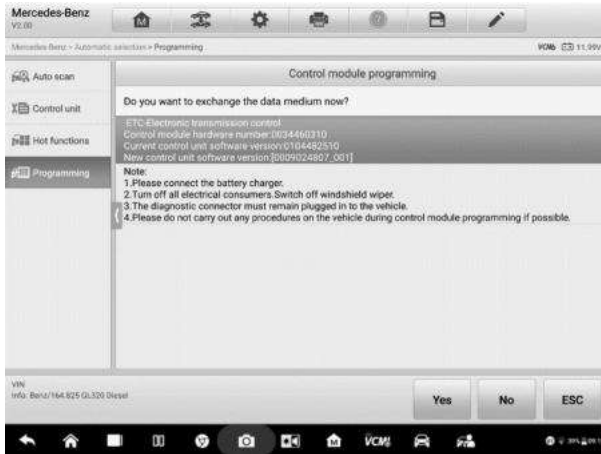 Mercedes-Benz
V2.00
Mercedes-Benz > Automatic selection > Programming
VCMI 11.99V
Auto scan
Control unit
Hot functions
Programming
Control module programming
Do you want to exchange the data medium now?
ETC-Electronic transmission control
Control module hardware number:0034460310
Current control unit software version:0104482510
New control unit software version:[0009024807_001]
Note:
1.Please connect the battery charger.
2.Turn off all electrical consumers.Switch off windshield wiper.
3.The diagnostic connector must remain plugged in to the vehicle.
4.Please do not carry out any procedures on the vehicle during control module programming if possible.
VIN
Info: Benz/164.825 GL320 Diesel
Yes
No
ESC
VCMI